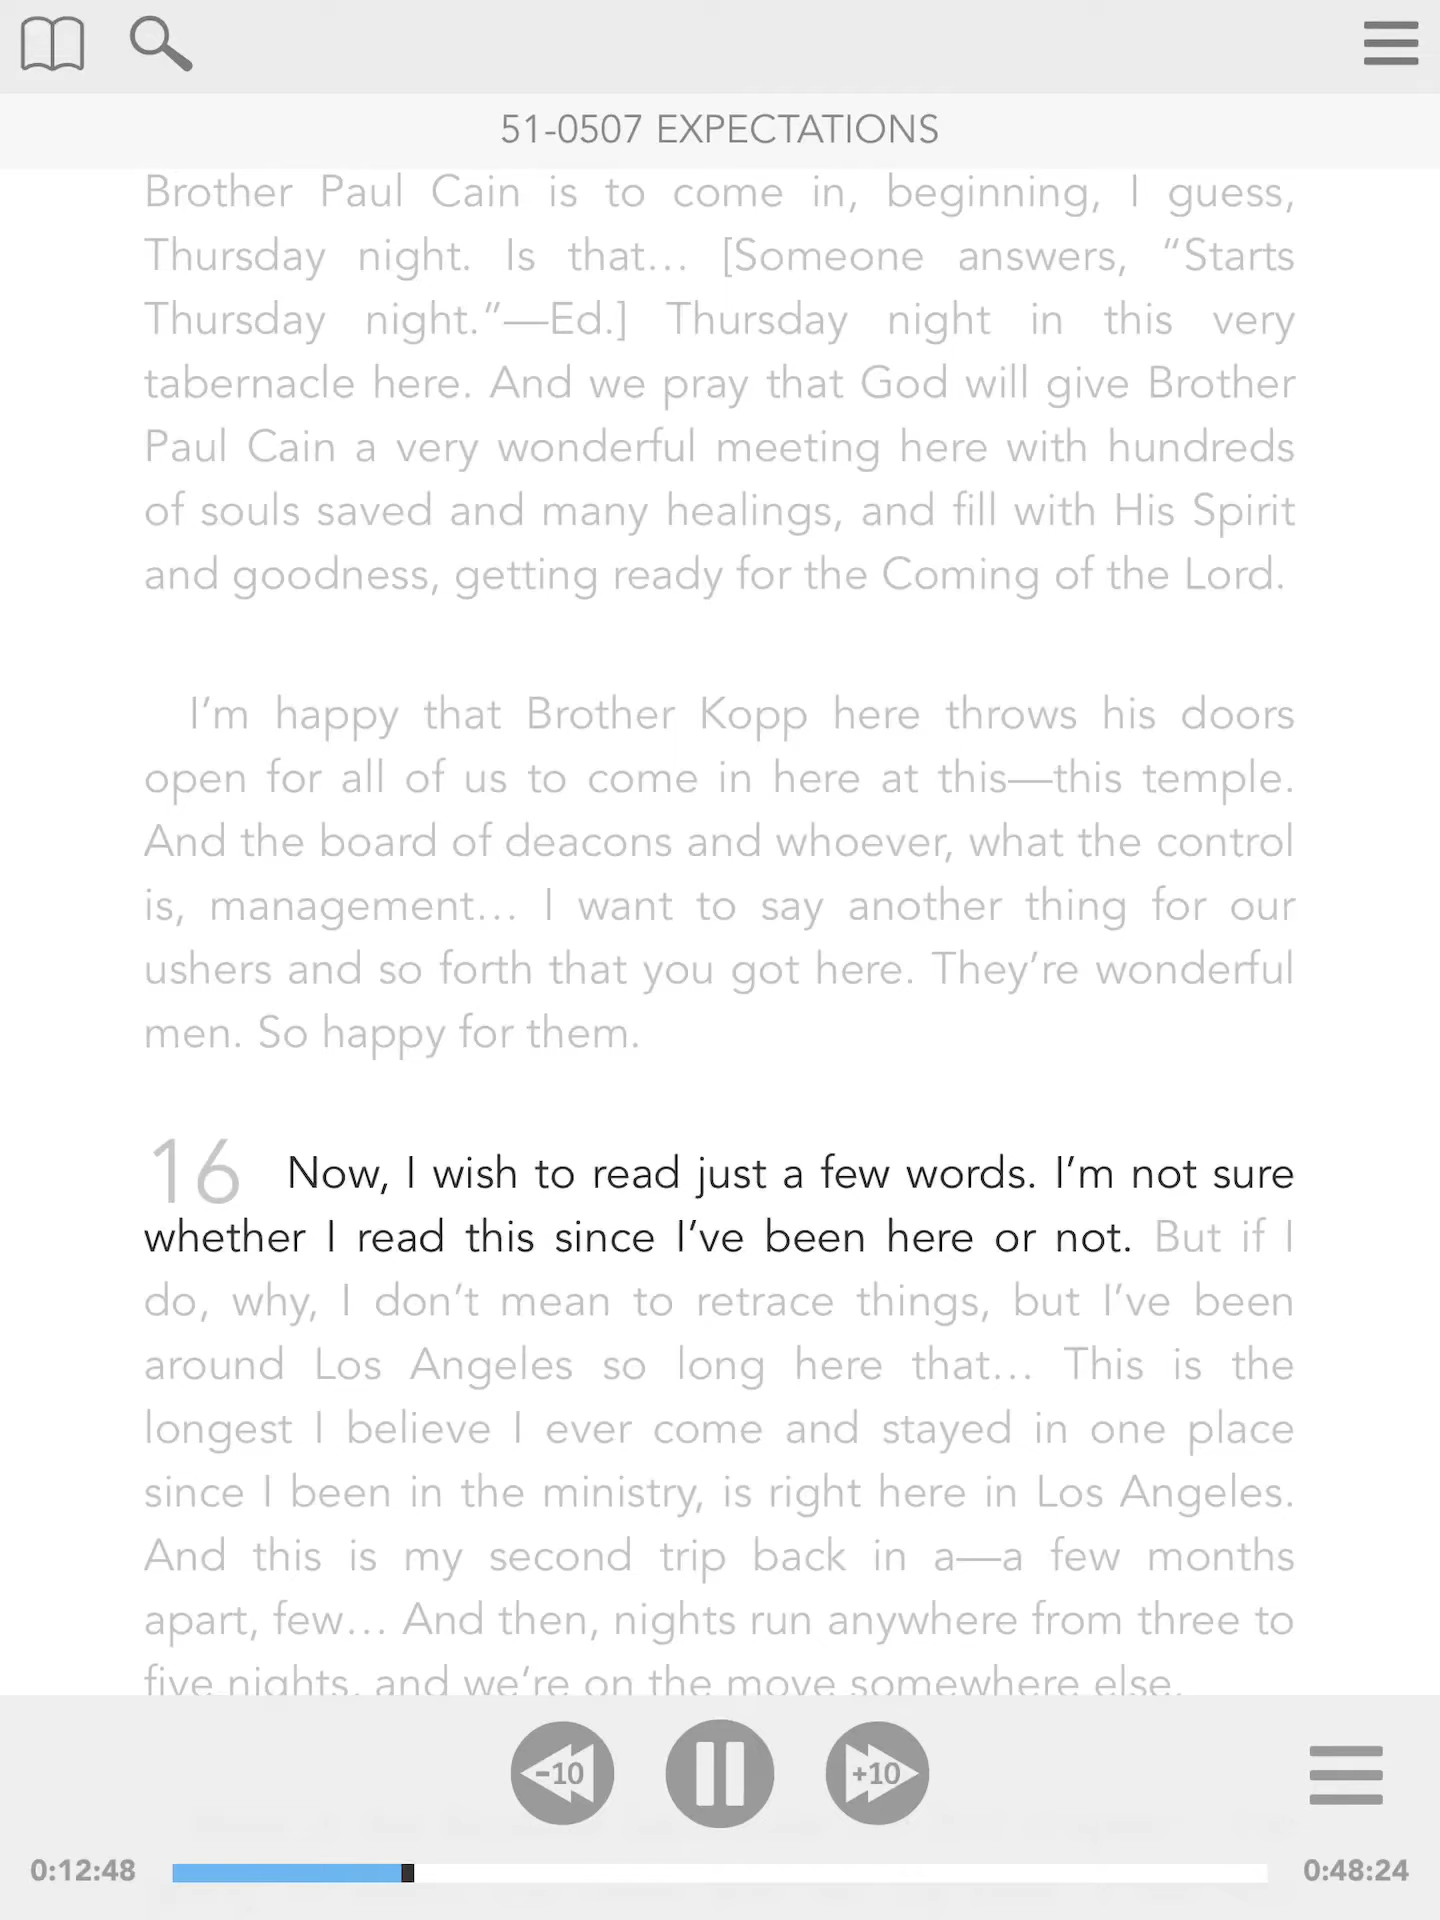 51-0507 EXPECTATIONS
Brother Paul Cain is to come in, beginning, I guess,
Thursday night. Is that… [Someone answers, “Starts
Thursday night.”—Ed.] Thursday night in this very
tabernacle here. And we pray that God will give Brother
Paul Cain a very wonderful meeting here with hundreds
of souls saved and many healings, and fill with His Spirit
and goodness, getting ready for the Coming of the Lord.
I’m happy that Brother Kopp here throws his doors
open for all of us to come in here at this—this temple.
And the board of deacons and whoever, what the control
is, management… I want to say another thing for our
ushers and so forth that you got here. They’re wonderful
men. So happy for them.
16 Now, I wish to read just a few words. I’m not sure
whether I read this since I’ve been here or not. But if I
do, why, I don’t mean to retrace things, but I’ve been
around Los Angeles so long here that… This is the
longest I believe I ever come and stayed in one place
since I been in the ministry, is right here in Los Angeles.
And this is my second trip back in a—a few months
apart, few… And then, nights run anywhere from three to
five nights, and we’re on the move somewhere else.
-10 +10
0:12:48 0:48:24